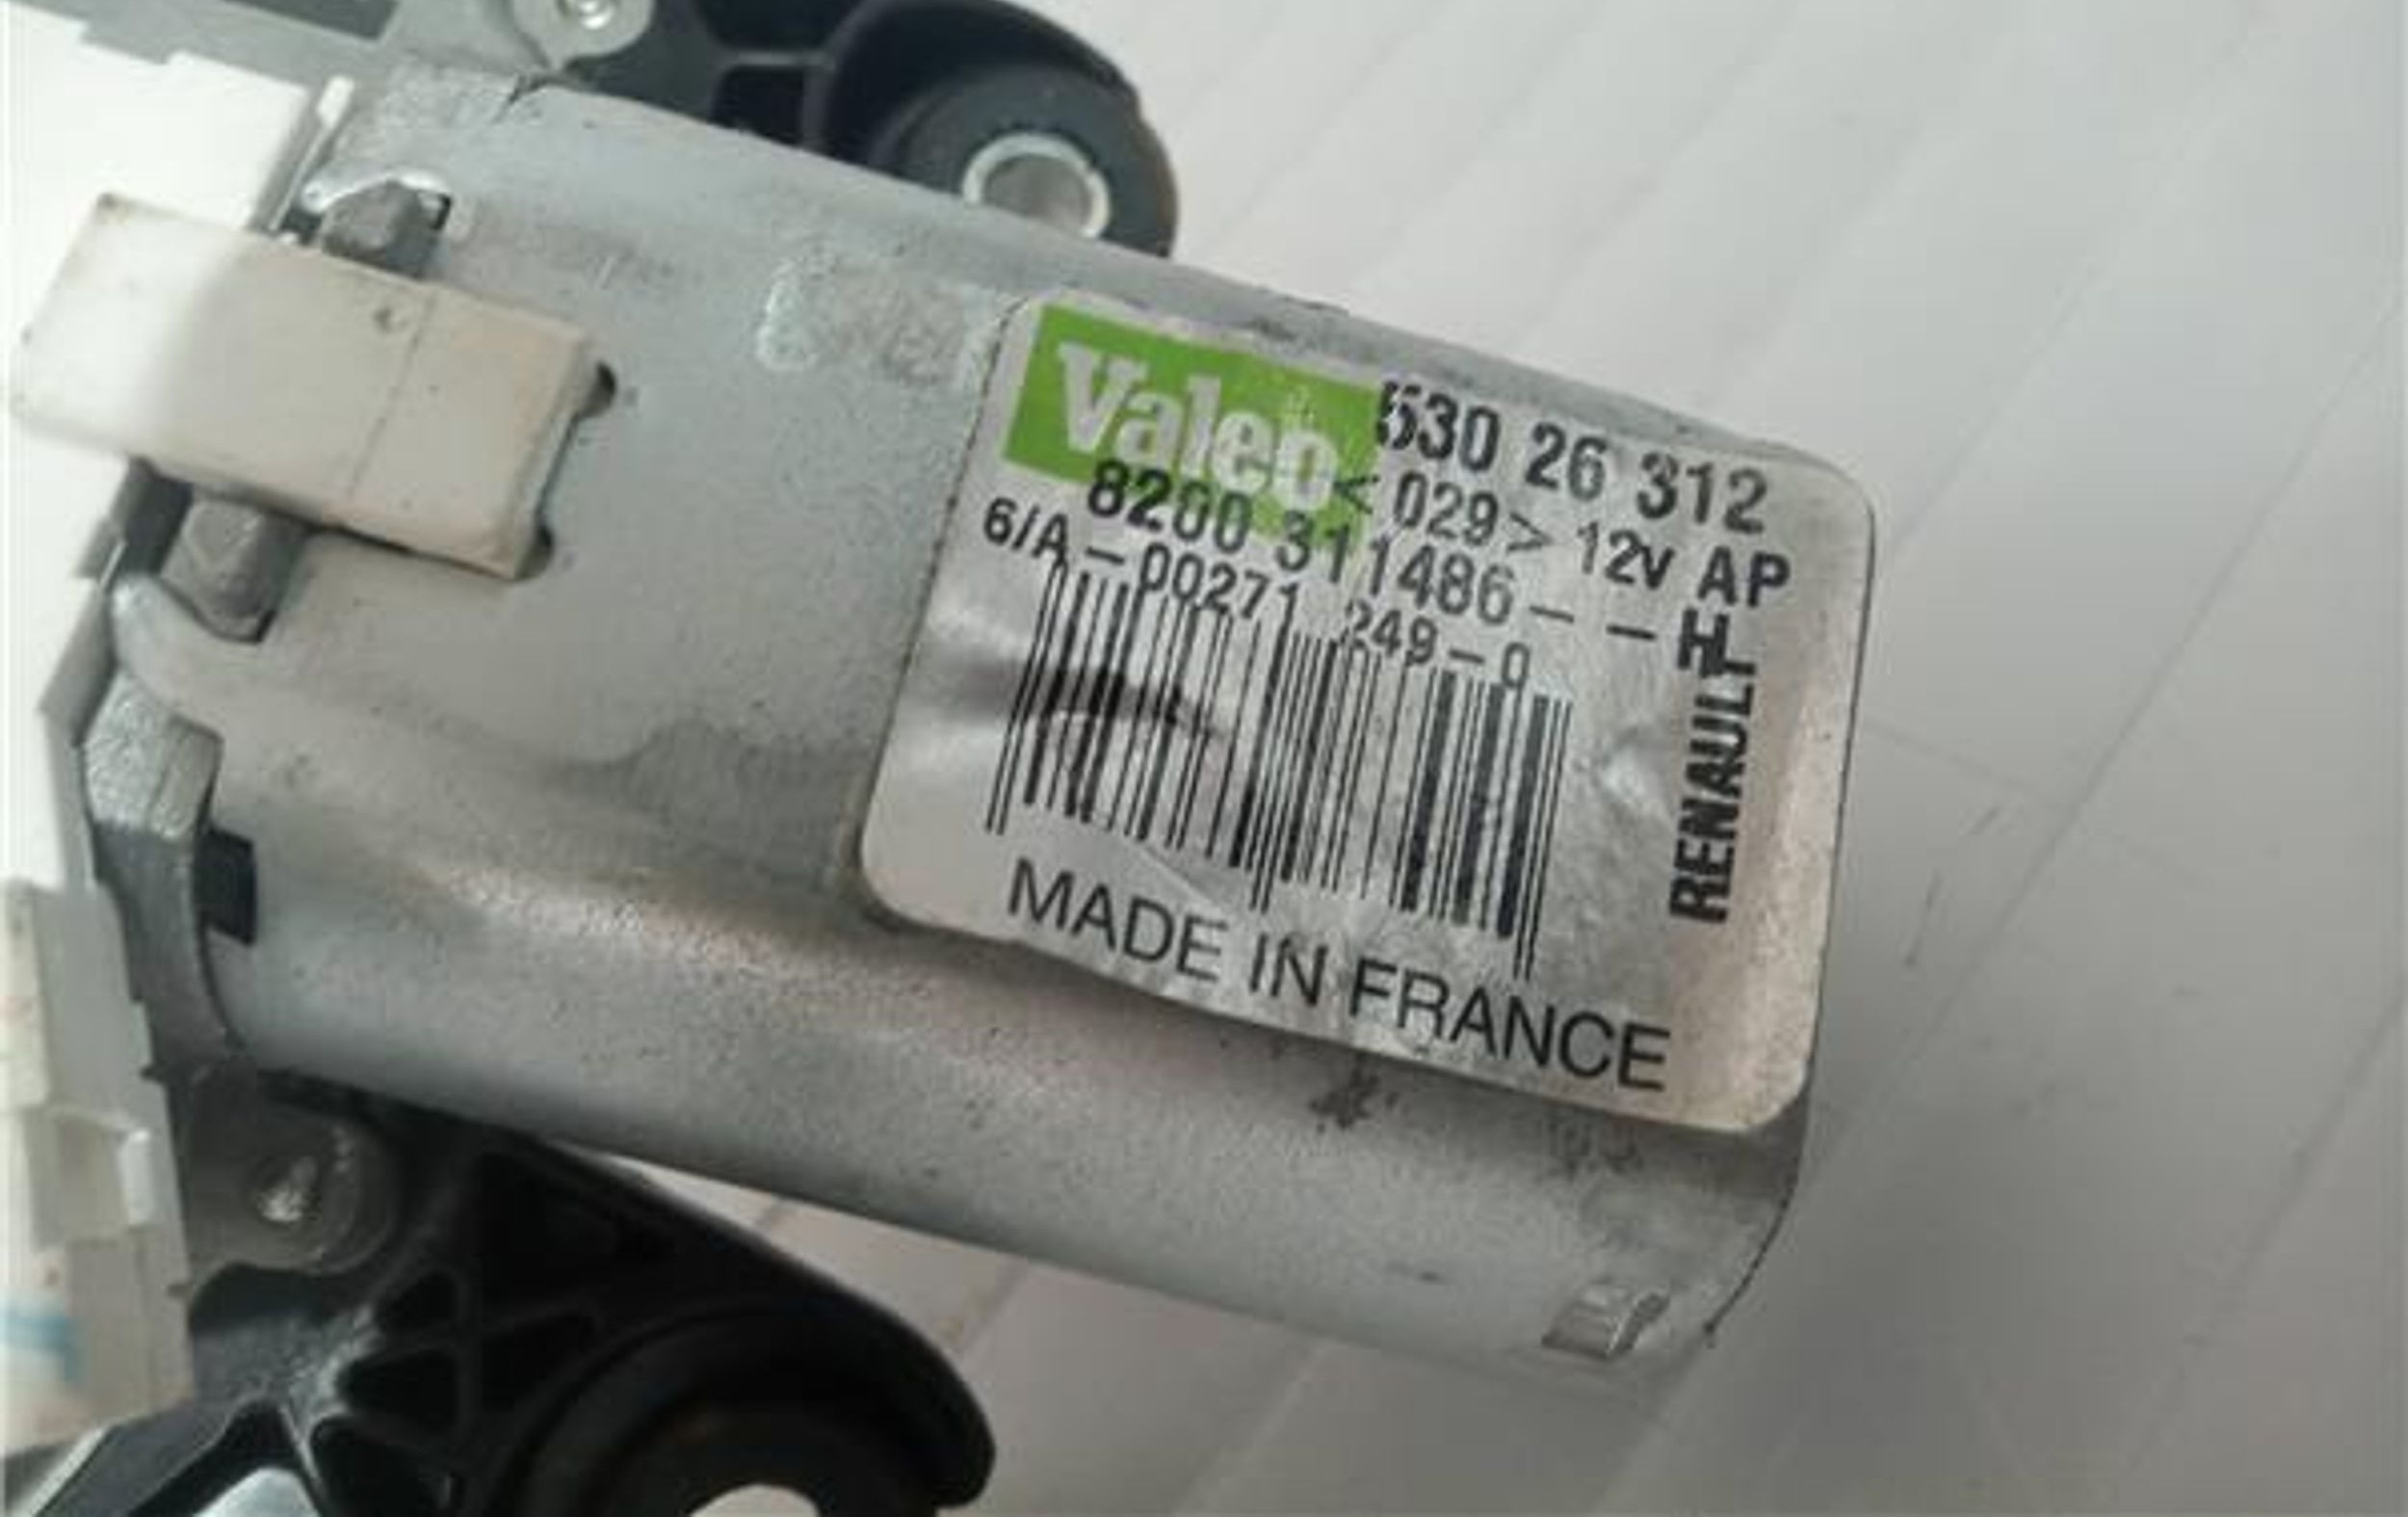 Valeo 530 26 312
< 029> 12v AP
8200 311486 - - H
6/A - 00271 249 - 0
RENAULT
MADE IN FRANCE